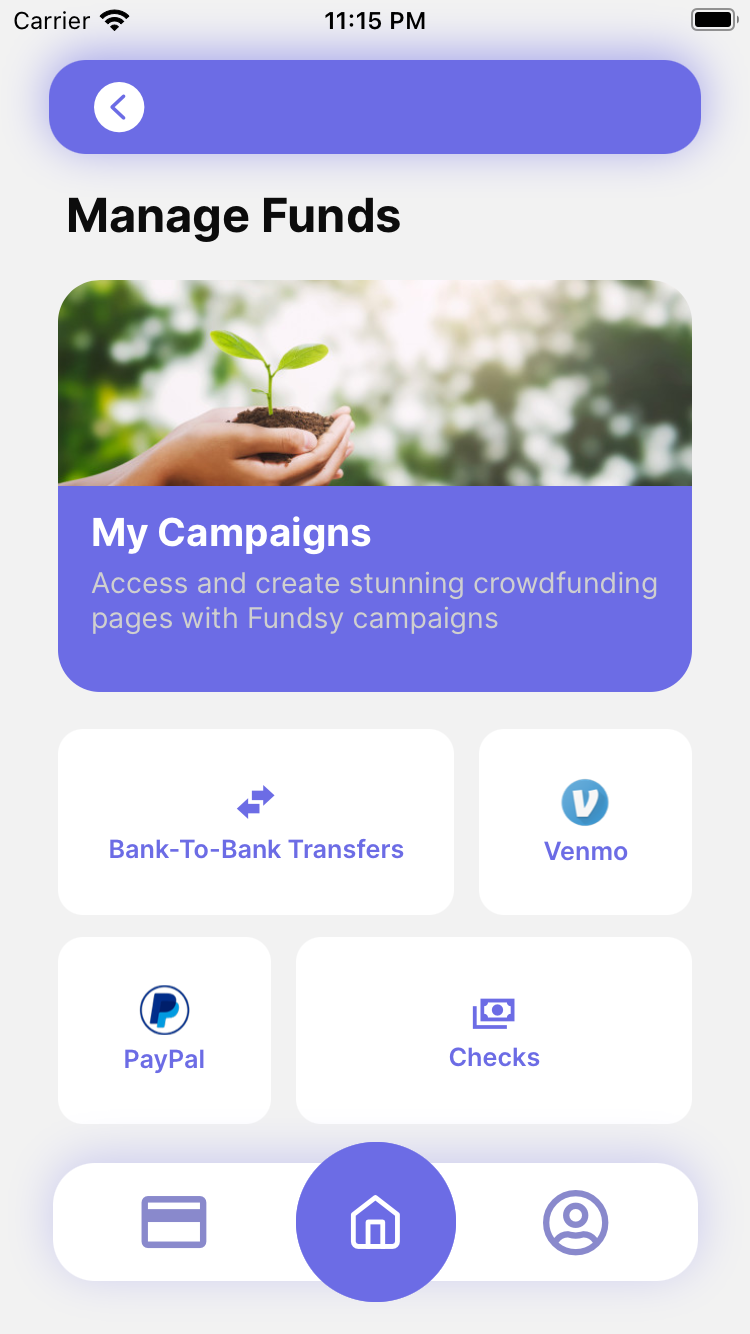 Carrier
11:15 PM
Manage Funds
My Campaigns
Access and create stunning crowdfunding
pages with Fundsy campaigns
Bank-To-Bank Transfers
Venmo
PayPal
Checks